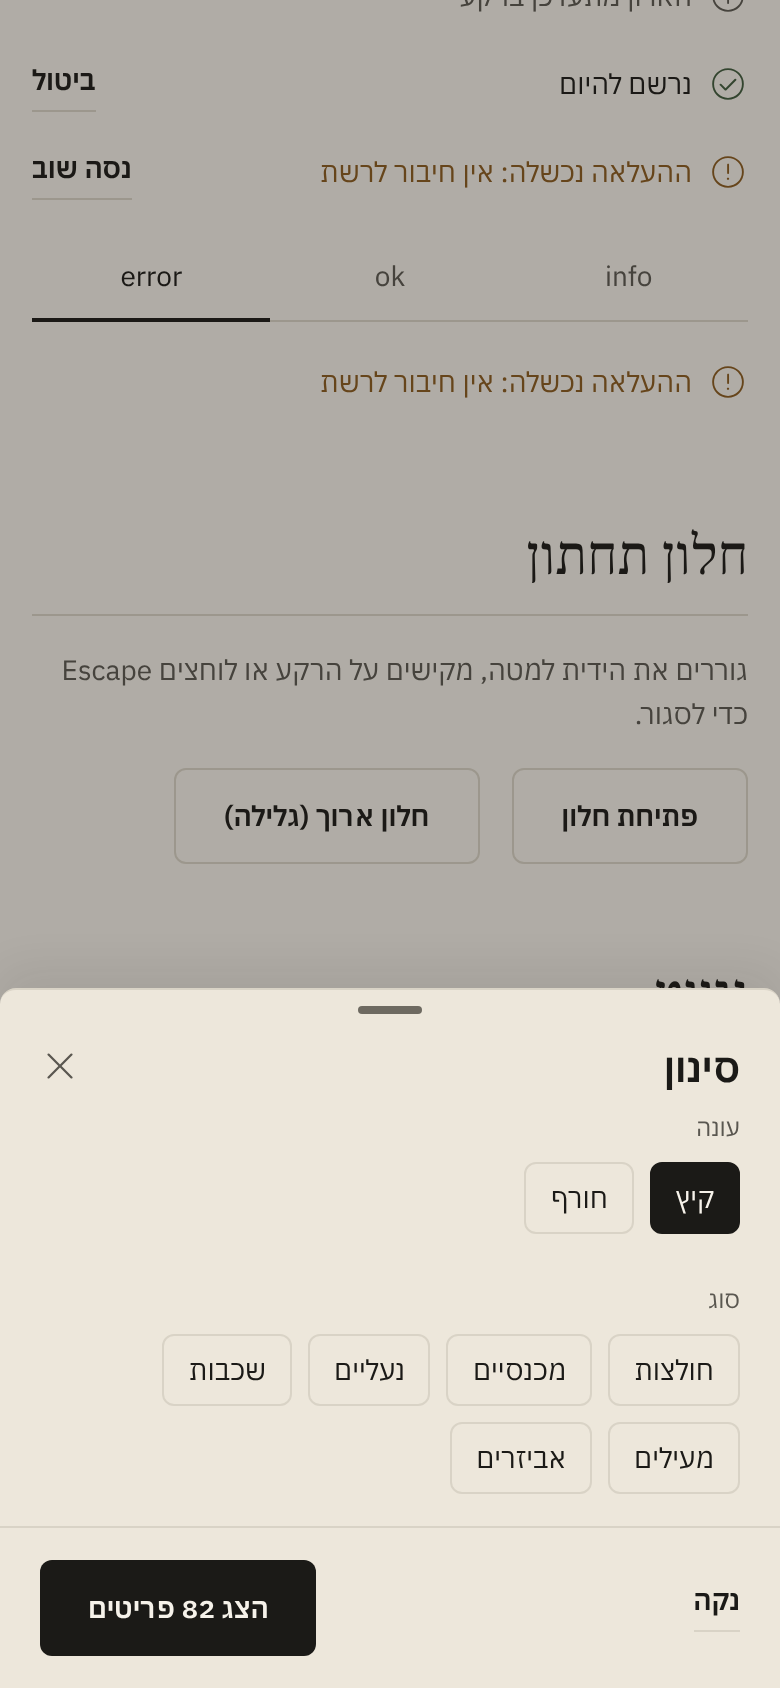 נרשם להיום ביטול
ההעלאה נכשלה: אין חיבור לרשת נסה שוב
info ok error
ההעלאה נכשלה: אין חיבור לרשת
חלון תחתון
גוררים את הידית למטה, מקישים על הרקע או לוחצים Escape
כדי לסגור.
פתיחת חלון חלון ארוך (גלילה)
סינון
עונה
קיץ חורף
סוג
חולצות מכנסיים נעליים שכבות
מעילים אביזרים
נקה הצג 82 פריטים